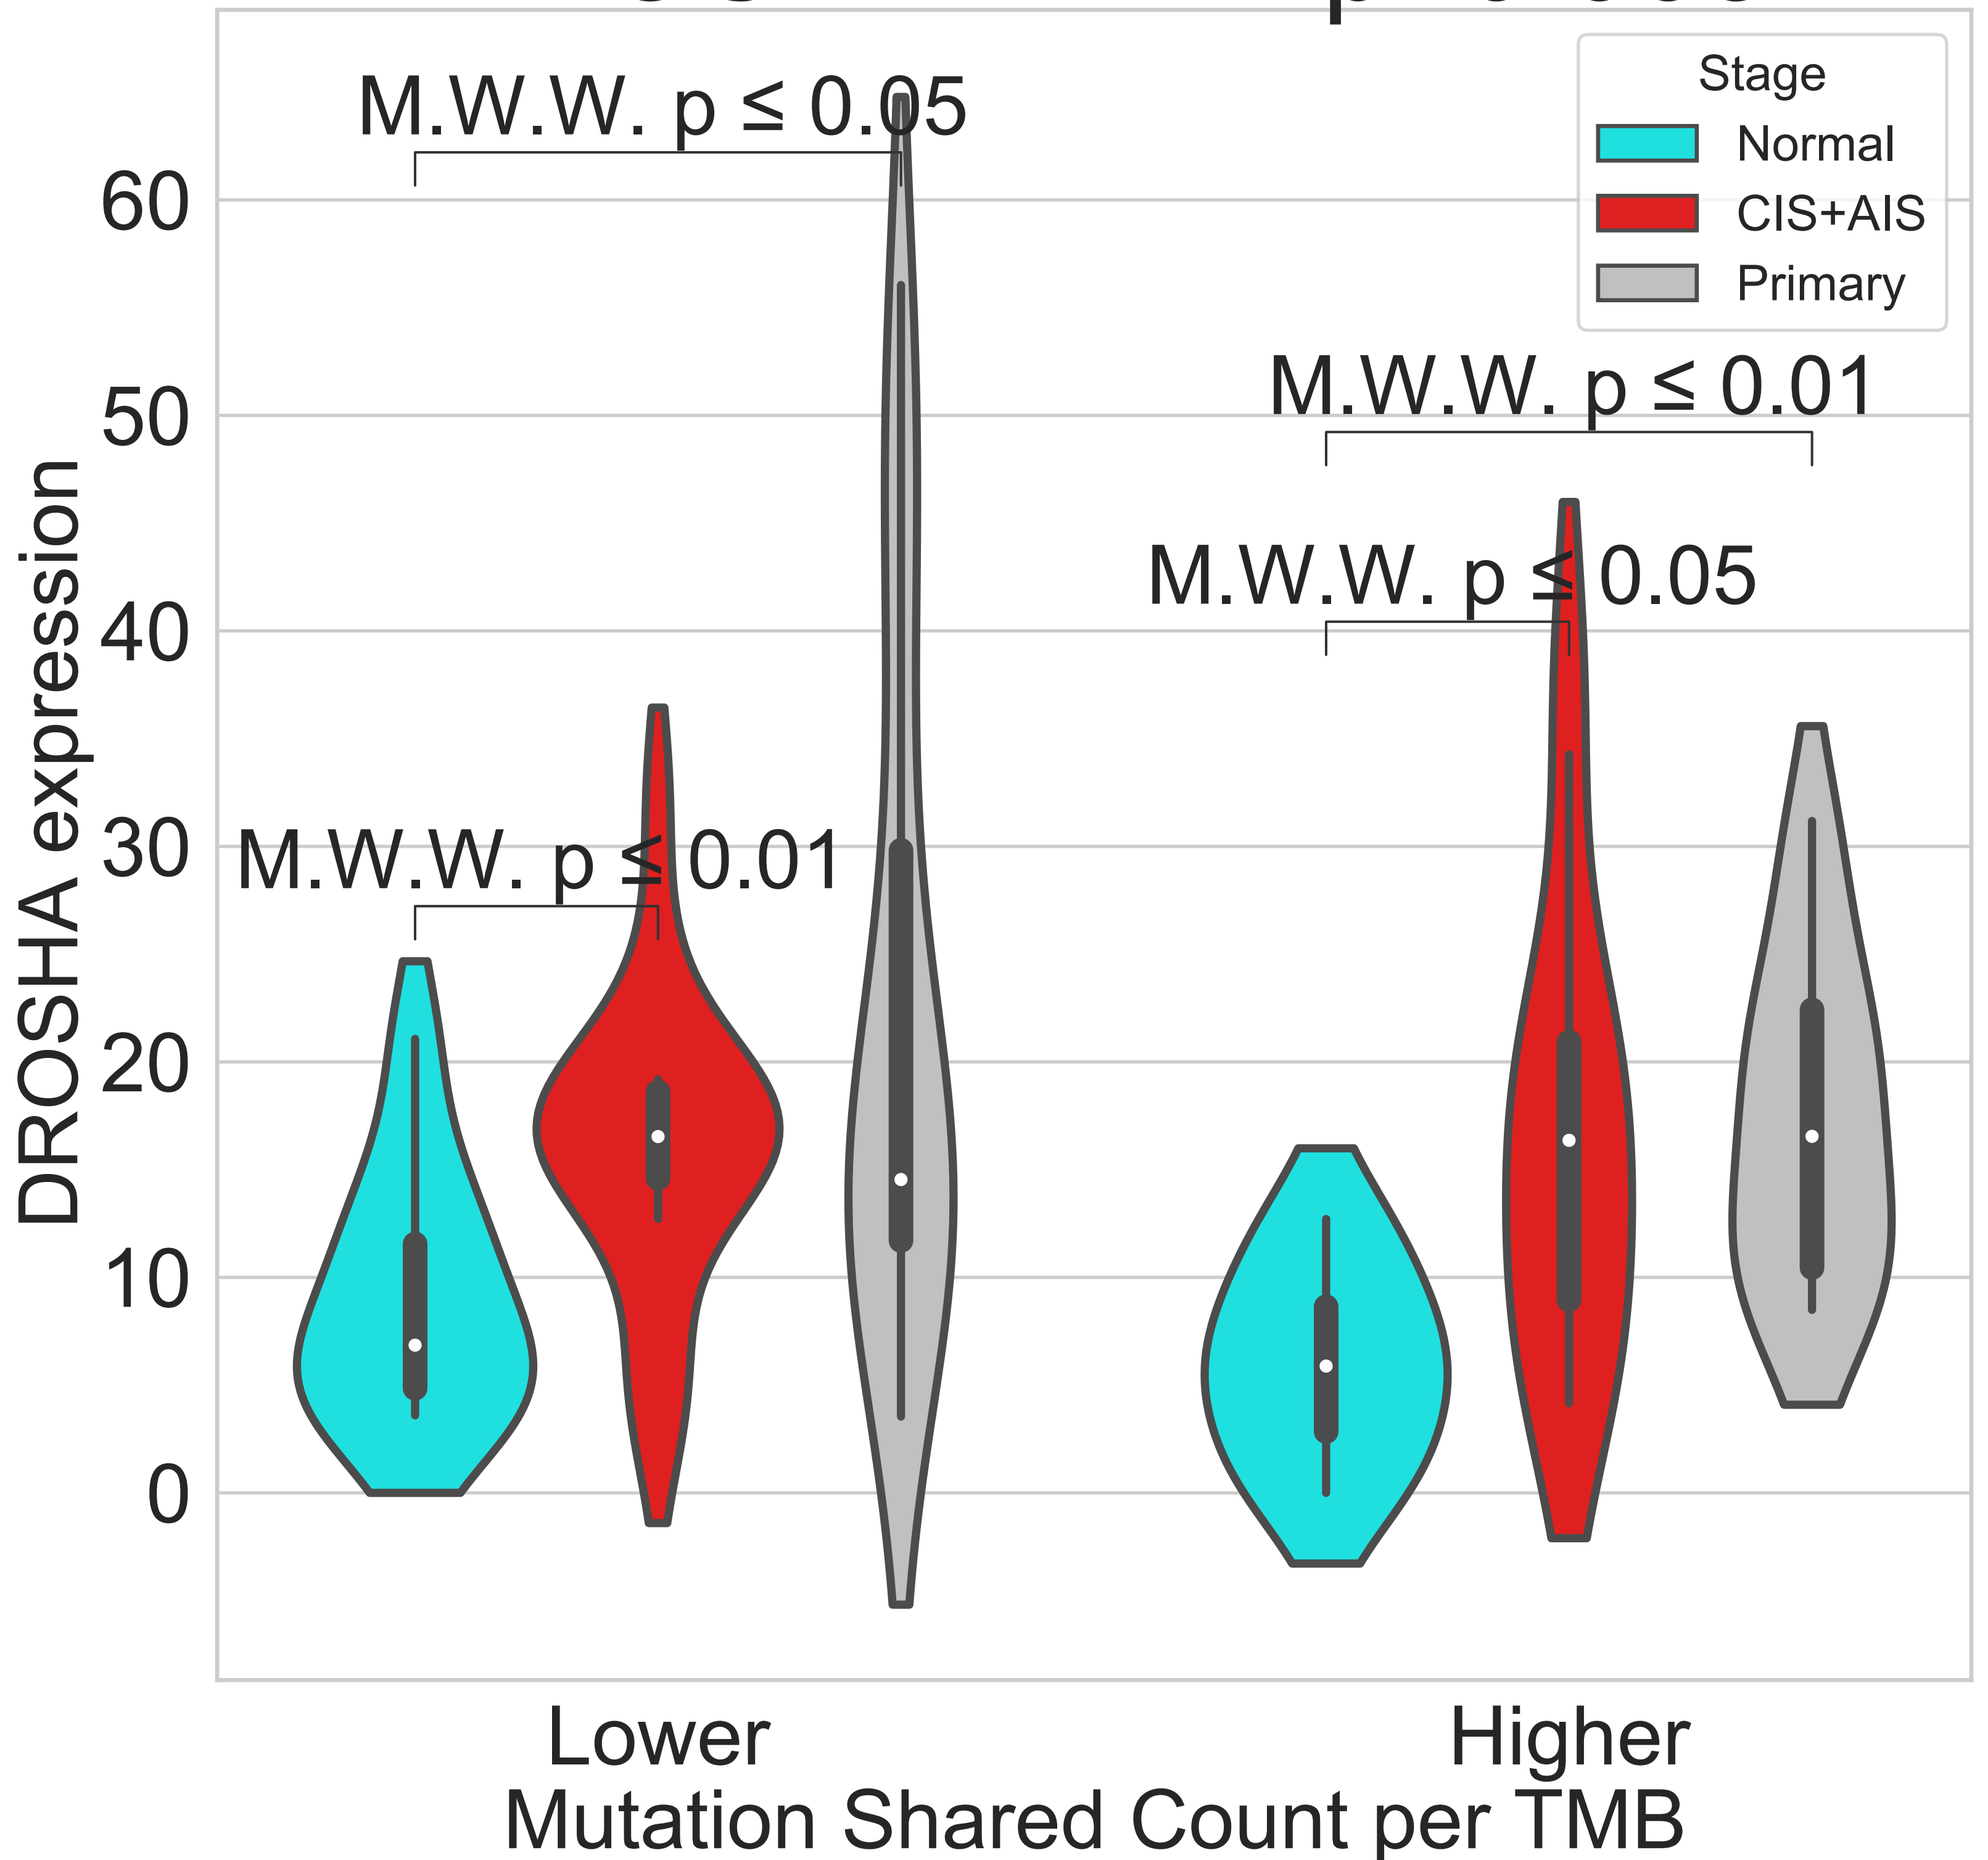 Stage
Normal
CIS+AIS
Primary
M.W.W. p ≤ 0.05
M.W.W. p ≤ 0.01
M.W.W. p ≤ 0.05
M.W.W. p ≤ 0.01
60
50
40
30
20
10
0
DROSHA expression
Lower
Higher
Mutation Shared Count per TMB